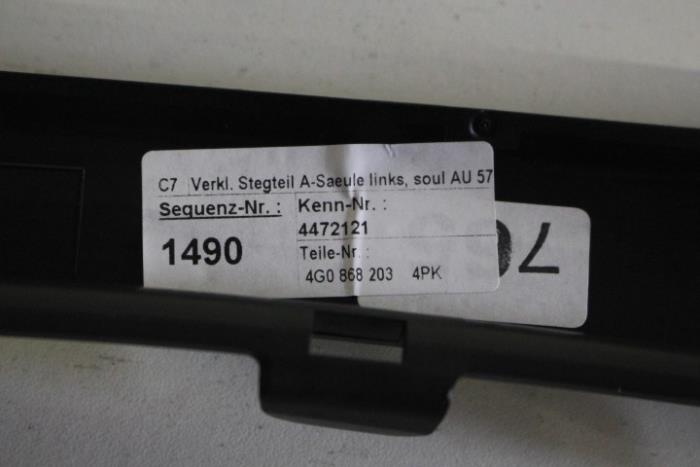 C7 Verkl. Stegteil A-Saeule links, soul AU 57
Sequenz-Nr. :
1490
Kenn-Nr. :
4472121
Teile-Nr. :
4G0 868 203 4PK